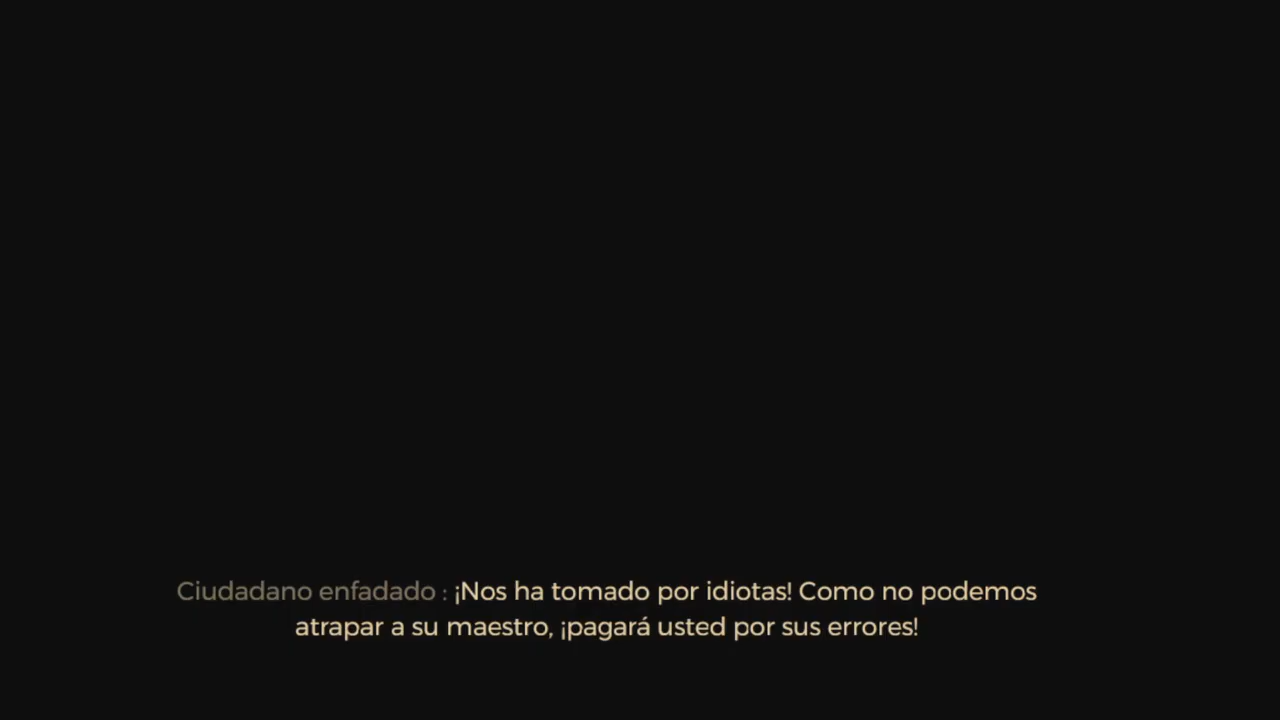 Ciudadano enfadado : ¡Nos ha tomado por idiotas! Como no podemos
atrapar a su maestro, ¡pagará usted por sus errores!